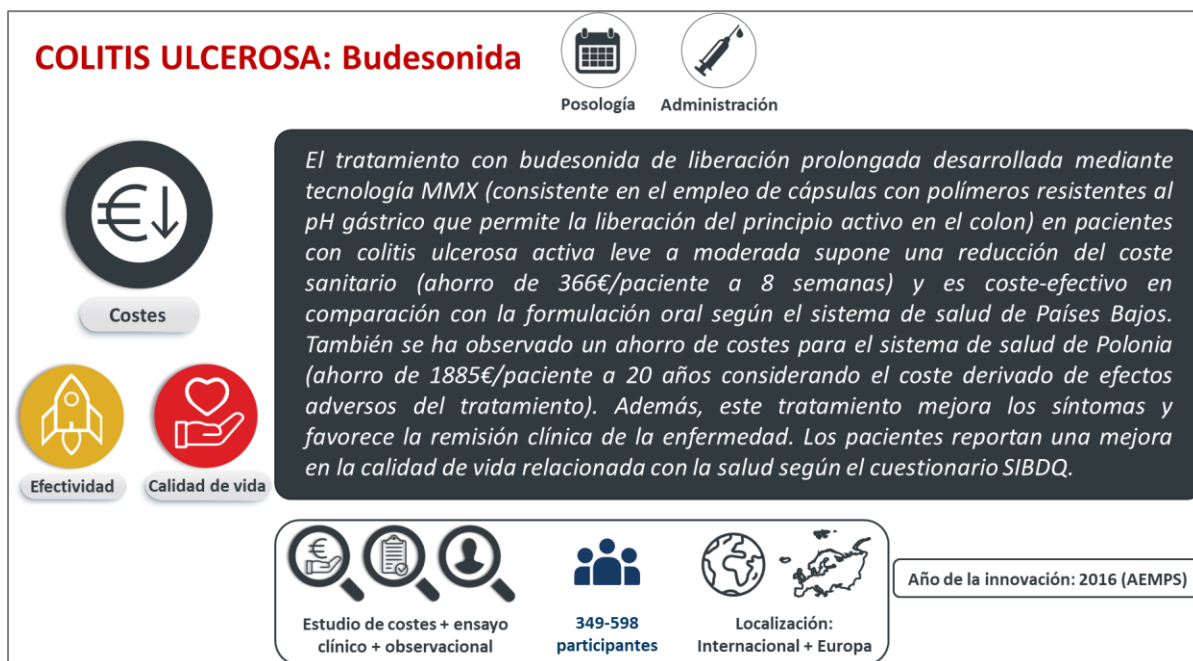 COLITIS ULCEROSA: Budesonida
Posología
Administración
El tratamiento con budesonida de liberación prolongada desarrollada mediante
tecnología MMX (consistente en el empleo de cápsulas con polímeros resistentes al
pH gástrico que permite la liberación del principio activo en el colon) en pacientes
con colitis ulcerosa activa leve a moderada supone una reducción del coste
sanitario (ahorro de 366€/paciente a 8 semanas) y es coste-efectivo en
comparación con la formulación oral según el sistema de salud de Países Bajos.
También se ha observado un ahorro de costes para el sistema de salud de Polonia
(ahorro de 1885€/paciente a 20 años considerando el coste derivado de efectos
adversos del tratamiento). Además, este tratamiento mejora los síntomas y
favorece la remisión clínica de la enfermedad. Los pacientes reportan una mejora
en la calidad de vida relacionada con la salud según el cuestionario SIBDQ.
€
Costes
Efectividad
Calidad de vida
€
Estudio de costes + ensayo
clínico + observacional
349-598
participantes
Localización:
Internacional + Europa
Año de la innovación: 2016 (AEMPS)